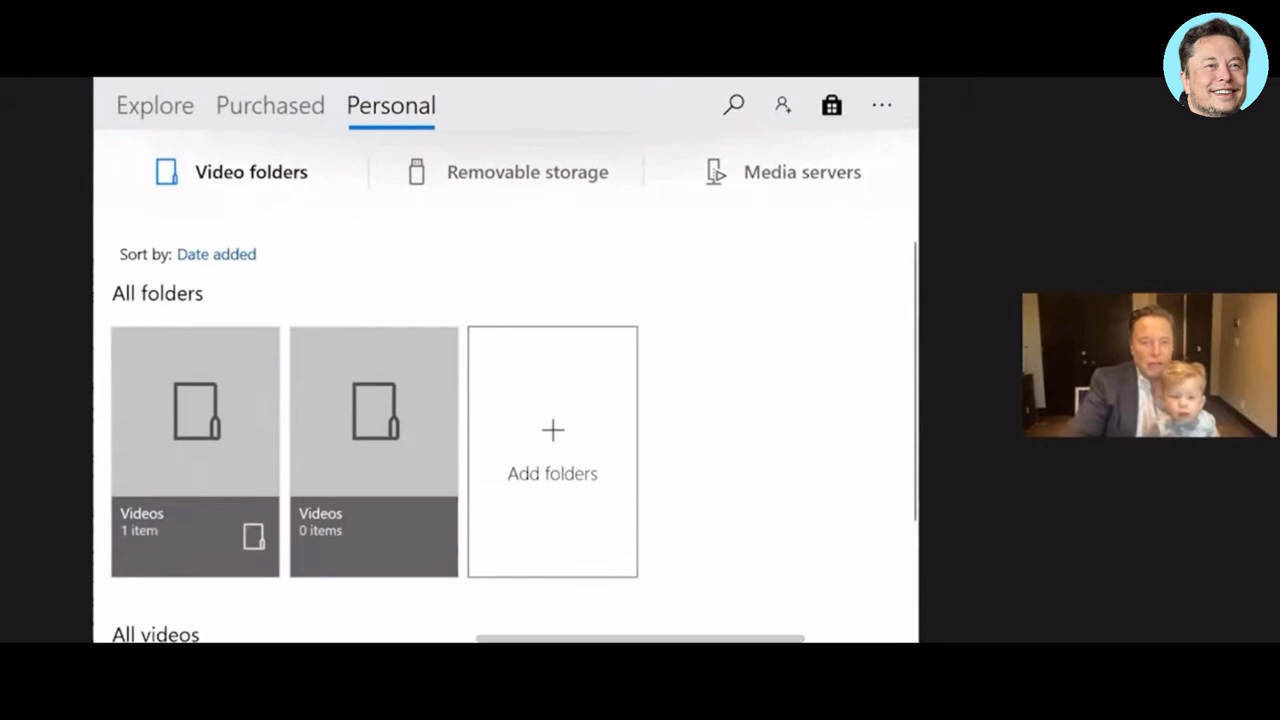 Explore Purchased Personal
Video folders Removable storage Media servers
Sort by: Date added
All folders
Add folders
Videos
1 item
Videos
0 items
All videos